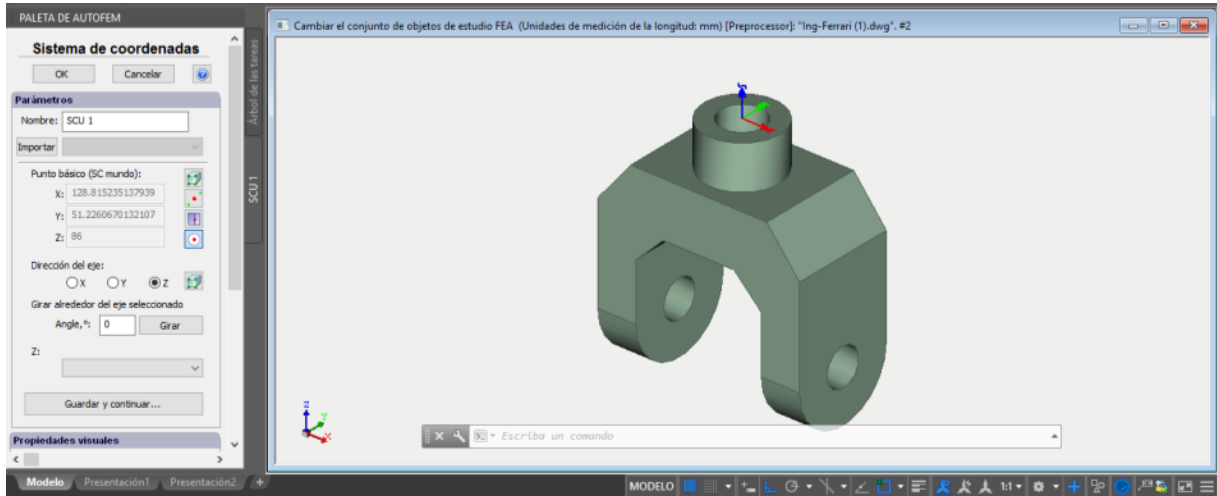 PALETA DE AUTOFEM
Sistema de coordenadas
OK Cancelar
Parámetros
Nombre: SCU 1
Importar
Punto básico (SC mundo):
X: 128.815235137939
Y: 51.2260670132107
Z: 86
Dirección del eje:
X Y Z
Girar alrededor del eje seleccionado
Angle,°: 0 Girar
Z:
Guardar y continuar...
Propiedades visuales
Árbol de las tareas
SCU 1
Cambiar el conjunto de objetos de estudio FEA (Unidades de medición de la longitud: mm) [Preprocessor]: "Ing-Ferrari (1).dwg". #2
Z
Y
X
Escriba un comando
Modelo Presentación1 Presentación2 +
MODELO 1:1